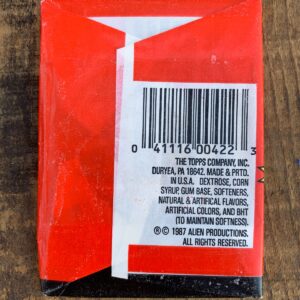 0 41116 00422 3
THE TOPPS COMPANY, INC.
DURYEA, PA 18642. MADE & PRTD.
IN U.S.A. DEXTROSE, CORN
SYRUP, GUM BASE, SOFTENERS,
NATURAL & ARTIFICAL FLAVORS,
ARTIFICIAL COLORS, AND BHT
(TO MAINTAIN SOFTNESS).
®© 1987 ALIEN PRODUCTIONS.
ALL RIGHTS RESERVED.